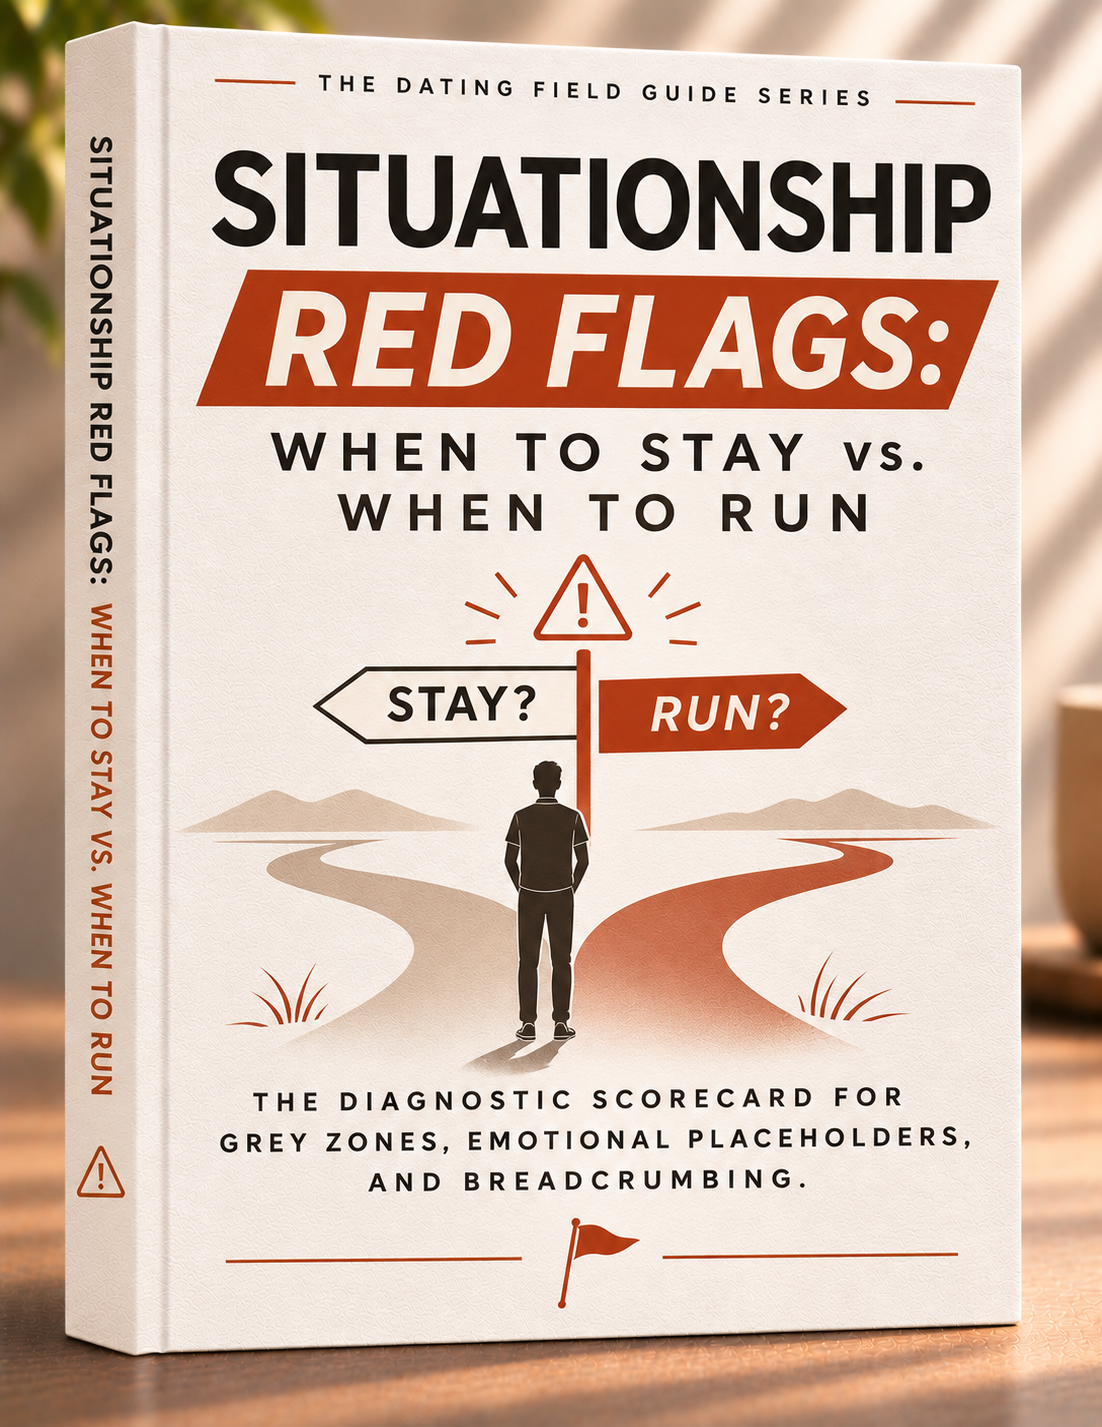 THE DATING FIELD GUIDE SERIES
SITUATIONSHIP
RED FLAGS:
WHEN TO STAY vs.
WHEN TO RUN
!
STAY?
RUN?
THE DIAGNOSTIC SCORECARD FOR
GREY ZONES, EMOTIONAL PLACEHOLDERS,
AND BREADCRUMBING.
SITUATIONSHIP RED FLAGS: WHEN TO STAY VS. WHEN TO RUN
!